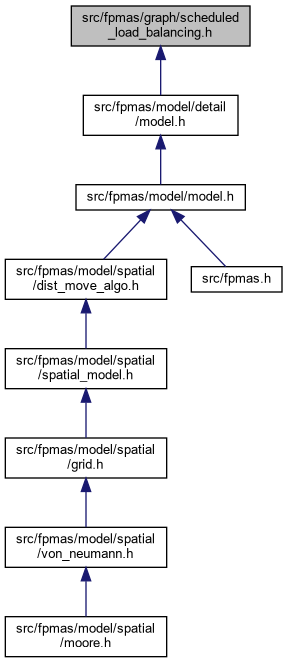 src/fpmas/graph/scheduled
_load_balancing.h
src/fpmas/model/detail
/model.h
src/fpmas/model/model.h
src/fpmas/model/spatial
/dist_move_algo.h
src/fpmas.h
src/fpmas/model/spatial
/spatial_model.h
src/fpmas/model/spatial
/grid.h
src/fpmas/model/spatial
/von_neumann.h
src/fpmas/model/spatial
/moore.h